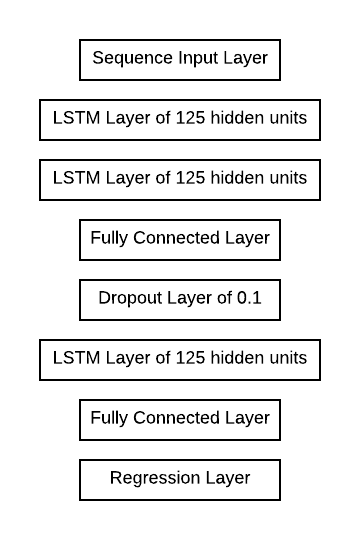 Sequence Input Layer
LSTM Layer of 125 hidden units
LSTM Layer of 125 hidden units
Fully Connected Layer
Dropout Layer of 0.1
LSTM Layer of 125 hidden units
Fully Connected Layer
Regression Layer